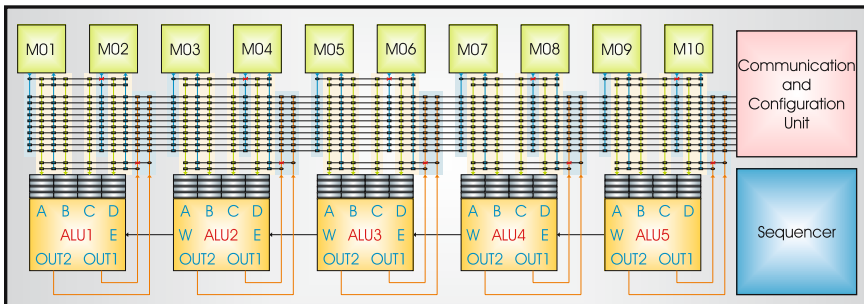 M01 M02 M03 M04 M05 M06 M07 M08 M09 M10
Communication
and
Configuration
Unit
Sequencer
A B C D
ALU1 E
OUT2 OUT1
A B C D
W ALU2 E
OUT2 OUT1
A B C D
W ALU3 E
OUT2 OUT1
A B C D
W ALU4 E
OUT2 OUT1
A B C D
W ALU5
OUT2 OUT1